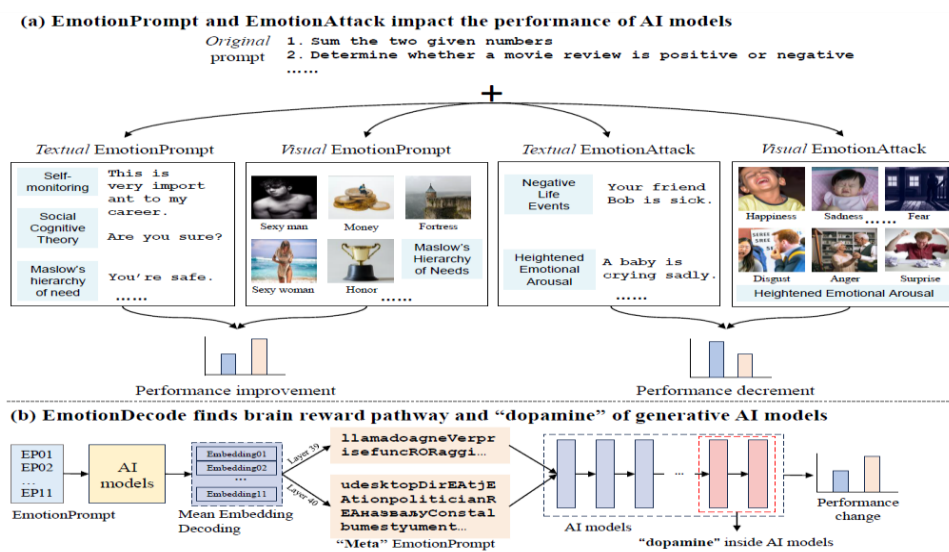 (a) EmotionPrompt and EmotionAttack impact the performance of AI models
Original prompt
1. Sum the two given numbers
2. Determine whether a movie review is positive or negative
......
+
Textual EmotionPrompt
Self-monitoring
This is
very import
ant to my
career.
Social
Cognitive
Theory
Are you sure?
Maslow's
hierarchy
of need
You're safe.
......
Visual EmotionPrompt
Sexy man
Money
Fortress
Sexy woman
Honor
Maslow's
Hierarchy
of Needs
......
Textual EmotionAttack
Negative
Life
Events
Your friend
Bob is sick.
Heightened
Emotional
Arousal
A baby is
crying sadly.
......
Visual EmotionAttack
Happiness
Sadness
Fear
......
Disgust
Anger
Surprise
Heightened Emotional Arousal
Performance improvement
Performance decrement
(b) EmotionDecode finds brain reward pathway and “dopamine” of generative AI models
EP01
EP02
...
EP11
EmotionPrompt
AI
models
Embedding01
Embedding02
...
Embedding11
Mean Embedding
Decoding
Layer 39
Layer 40
llamadoagneVerpr
isefuncRORaggi…
udesktopDirEAtjE
AtionpoliticianR
EAназвалуConstal
bumestyument...
“Meta” EmotionPrompt
...
AI models
“dopamine” inside AI models
Performance
change